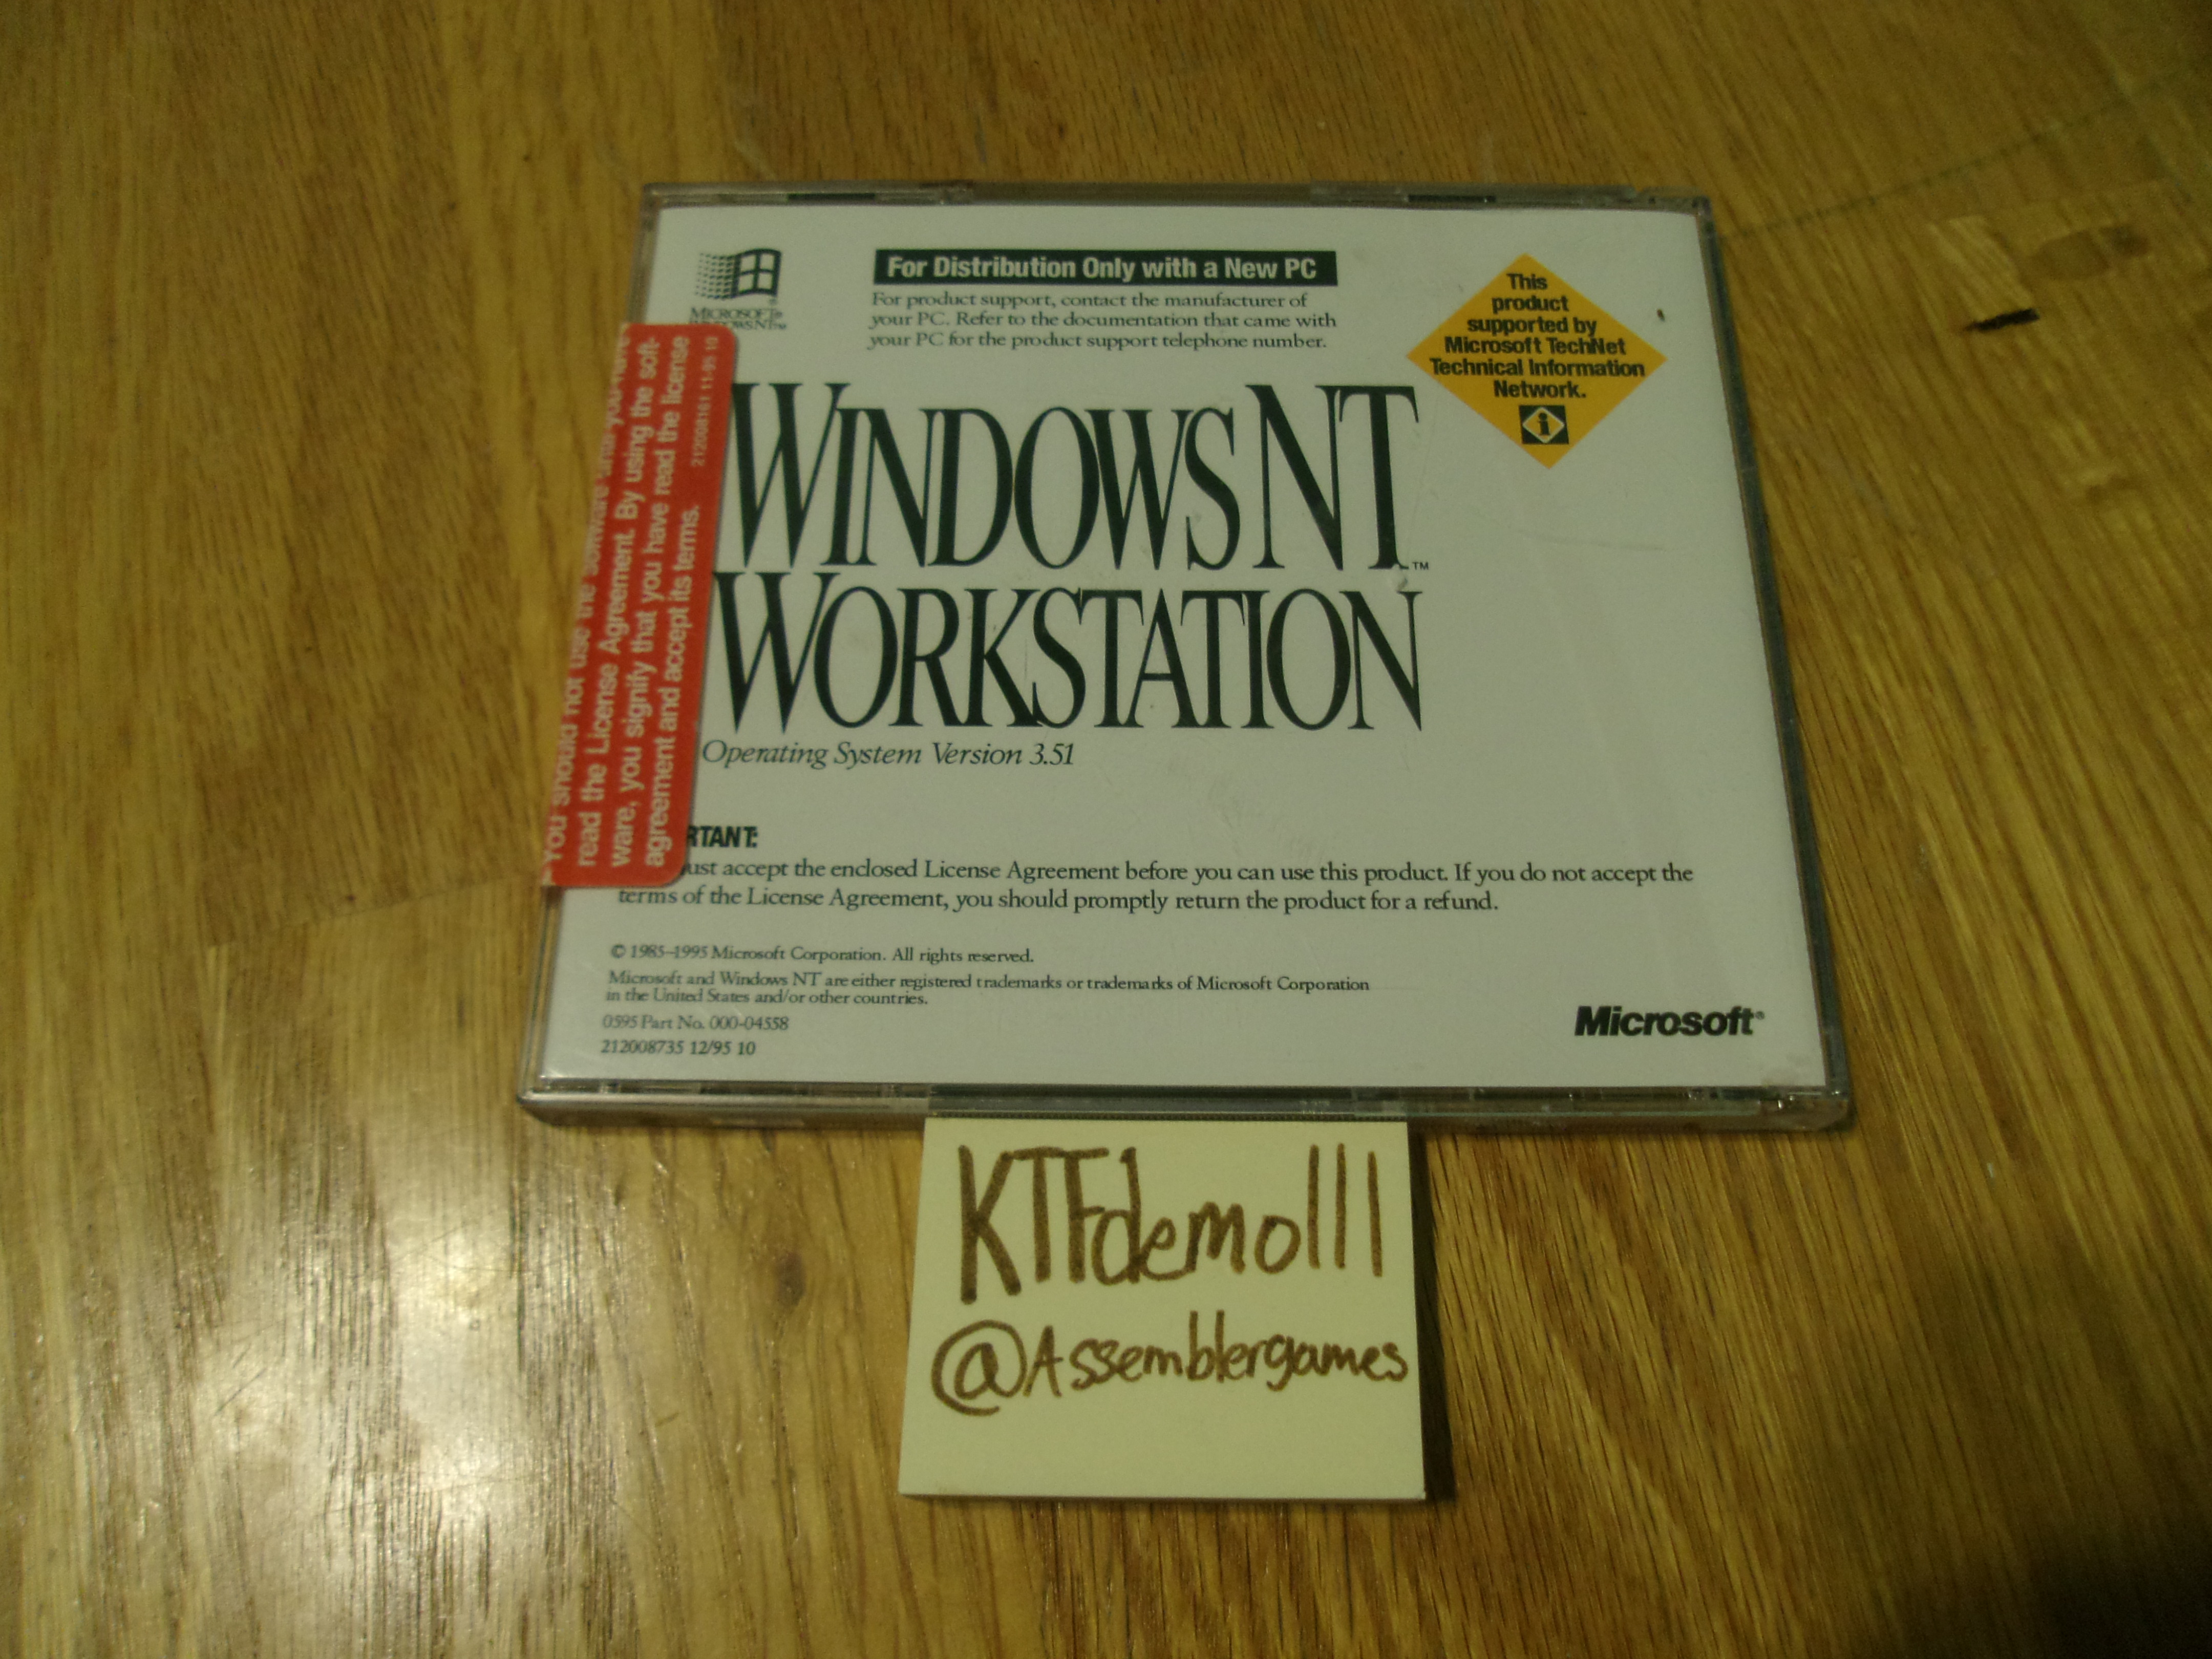 MICROSOFT®
WINDOWS NT™
For Distribution Only with a New PC
For product support, contact the manufacturer of
your PC. Refer to the documentation that came with
your PC for the product support telephone number.
This
product
supported by
Microsoft TechNet
Technical Information
Network.
i
You should not use the software until you have
read the License Agreement. By using the soft-
ware, you signify that you have read the license
agreement and accept its terms.
212008161 11-95 10
WINDOWS NT™
WORKSTATION
Operating System Version 3.51
RTANT:
ust accept the enclosed License Agreement before you can use this product. If you do not accept the
terms of the License Agreement, you should promptly return the product for a refund.
© 1985–1995 Microsoft Corporation. All rights reserved.
Microsoft and Windows NT are either registered trademarks or trademarks of Microsoft Corporation
in the United States and/or other countries.
0595 Part No. 000-04558
212008735 12/95 10
Microsoft®
KTFdemolll
@Assemblergames